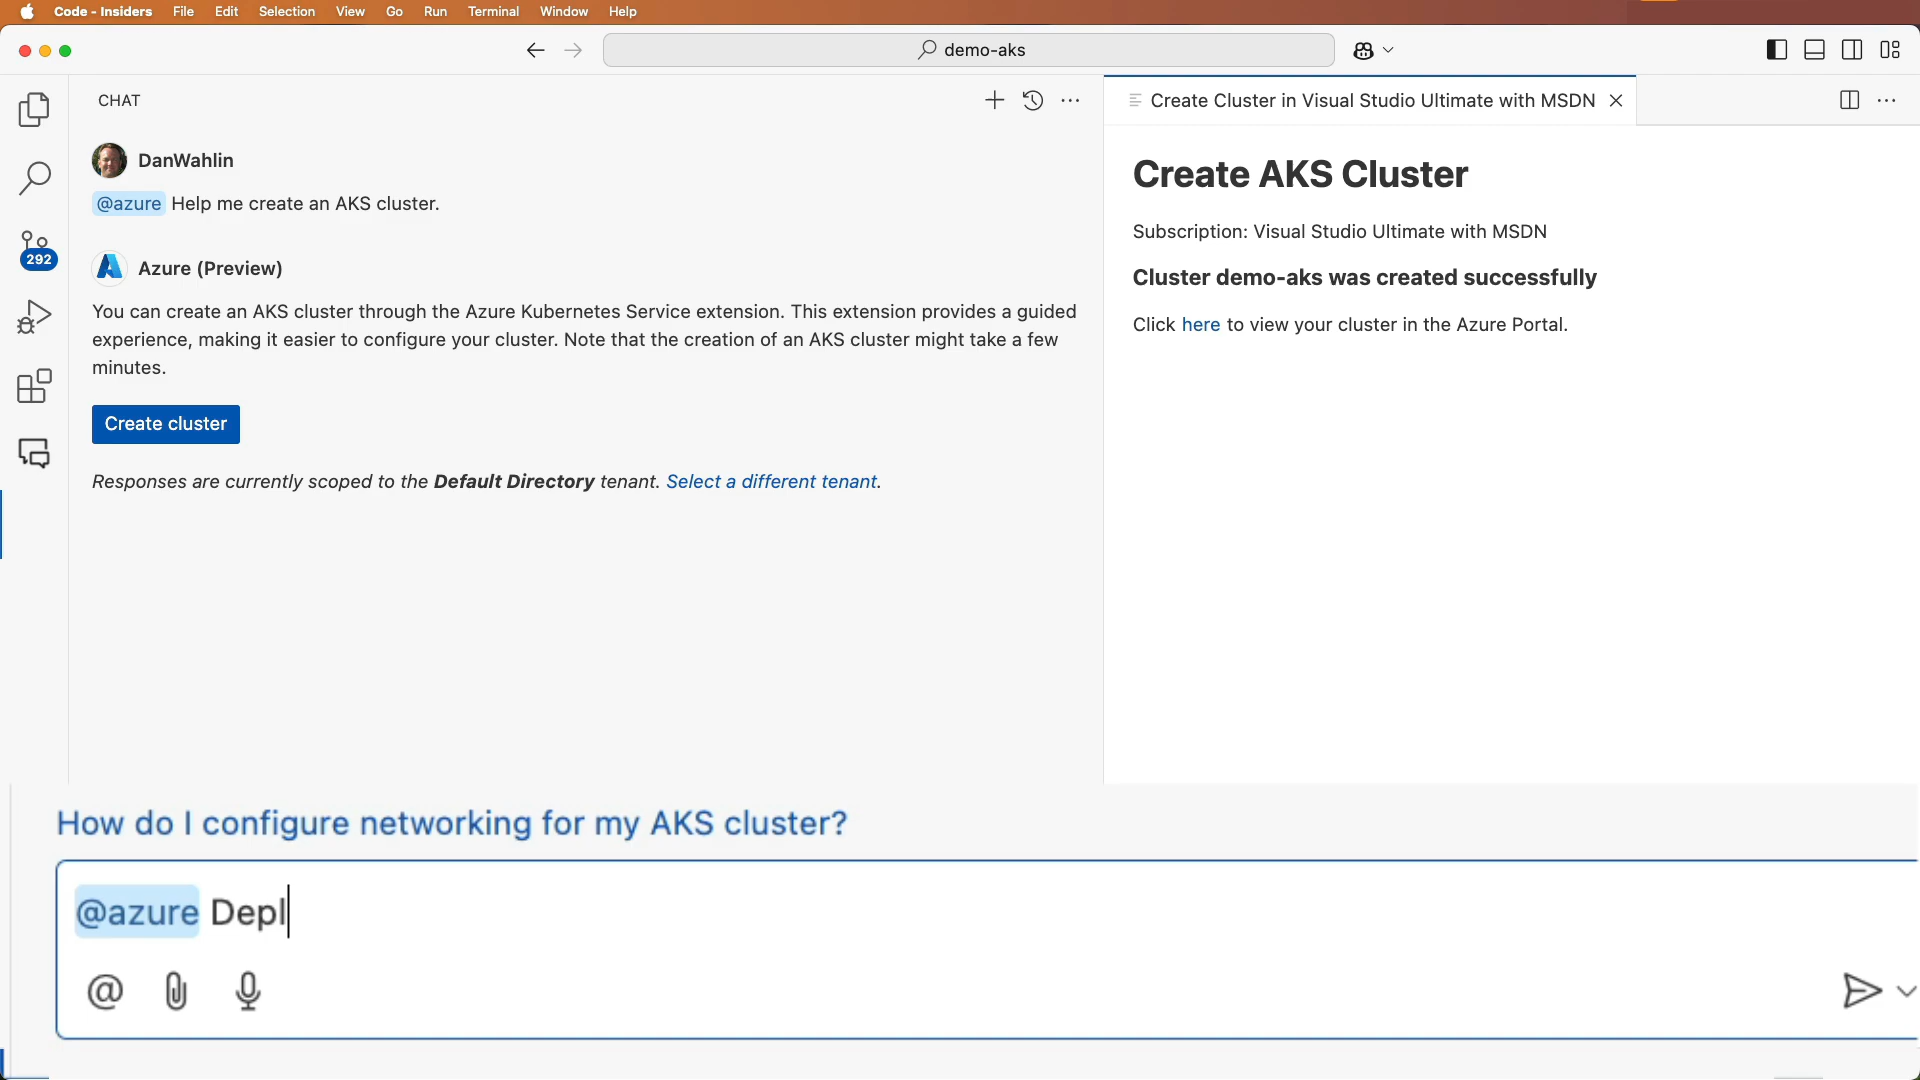 Code - Insiders File Edit Selection View Go Run Terminal Window Help
demo-aks
CHAT
Create Cluster in Visual Studio Ultimate with MSDN
DanWahlin
@azure Help me create an AKS cluster.
292
Azure (Preview)
You can create an AKS cluster through the Azure Kubernetes Service extension. This extension provides a guided
experience, making it easier to configure your cluster. Note that the creation of an AKS cluster might take a few
minutes.
Create cluster
Responses are currently scoped to the Default Directory tenant. Select a different tenant.
Create AKS Cluster
Subscription: Visual Studio Ultimate with MSDN
Cluster demo-aks was created successfully
Click here to view your cluster in the Azure Portal.
How do I configure networking for my AKS cluster?
@azure Depl